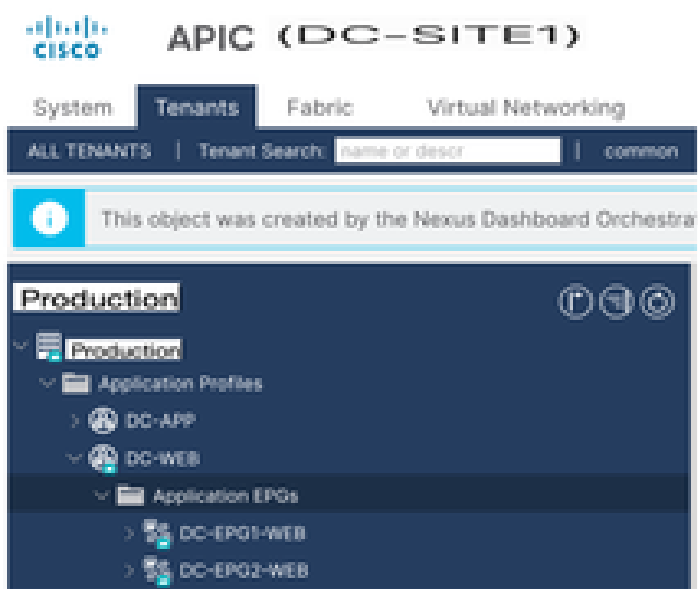 CISCO APIC (DC-SITE1)
System Tenants Fabric Virtual Networking
ALL TENANTS | Tenant Search: name or descr | common
i This object was created by the Nexus Dashboard Orchestra
Production
Production
Application Profiles
DC-APP
DC-WEB
Application EPGs
DC-EPG1-WEB
DC-EPG2-WEB